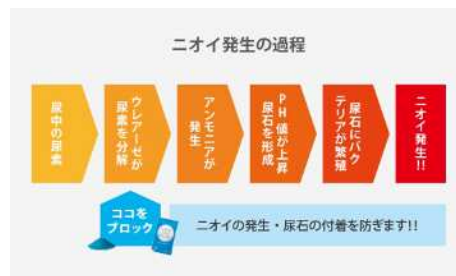 ニオイ発生の過程
尿中の尿素
ウレアーゼが
尿素を分解
アンモニアが
発生
PH値が上昇
尿石を形成
尿石にバク
テリアが繁殖
ニオイ発生!!
ココを
ブロック
ニオイの発生・尿石の付着を防ぎます!!